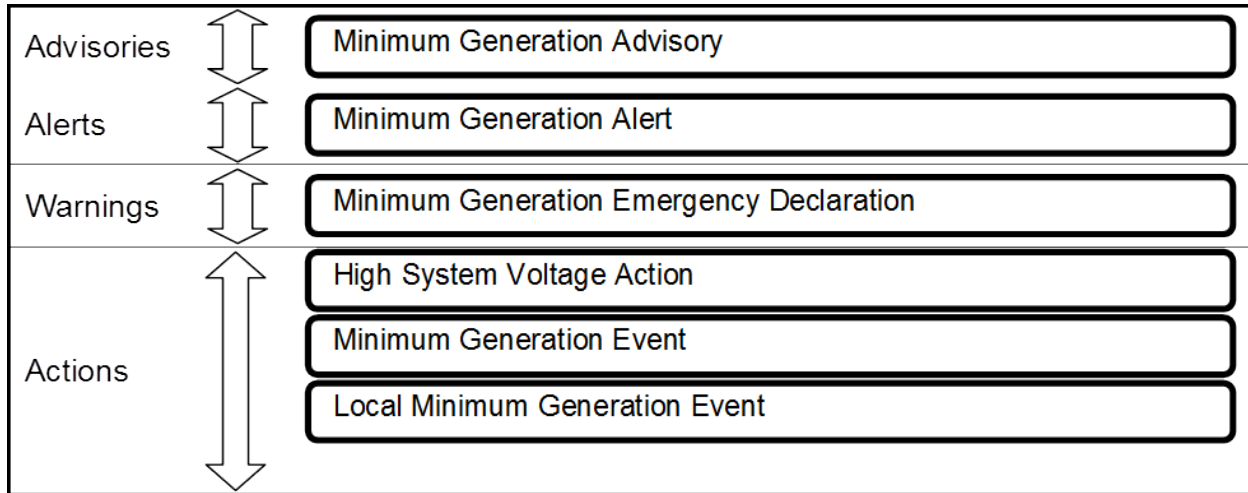 Advisories
Minimum Generation Advisory
Alerts
Minimum Generation Alert
Warnings
Minimum Generation Emergency Declaration
Actions
High System Voltage Action
Minimum Generation Event
Local Minimum Generation Event